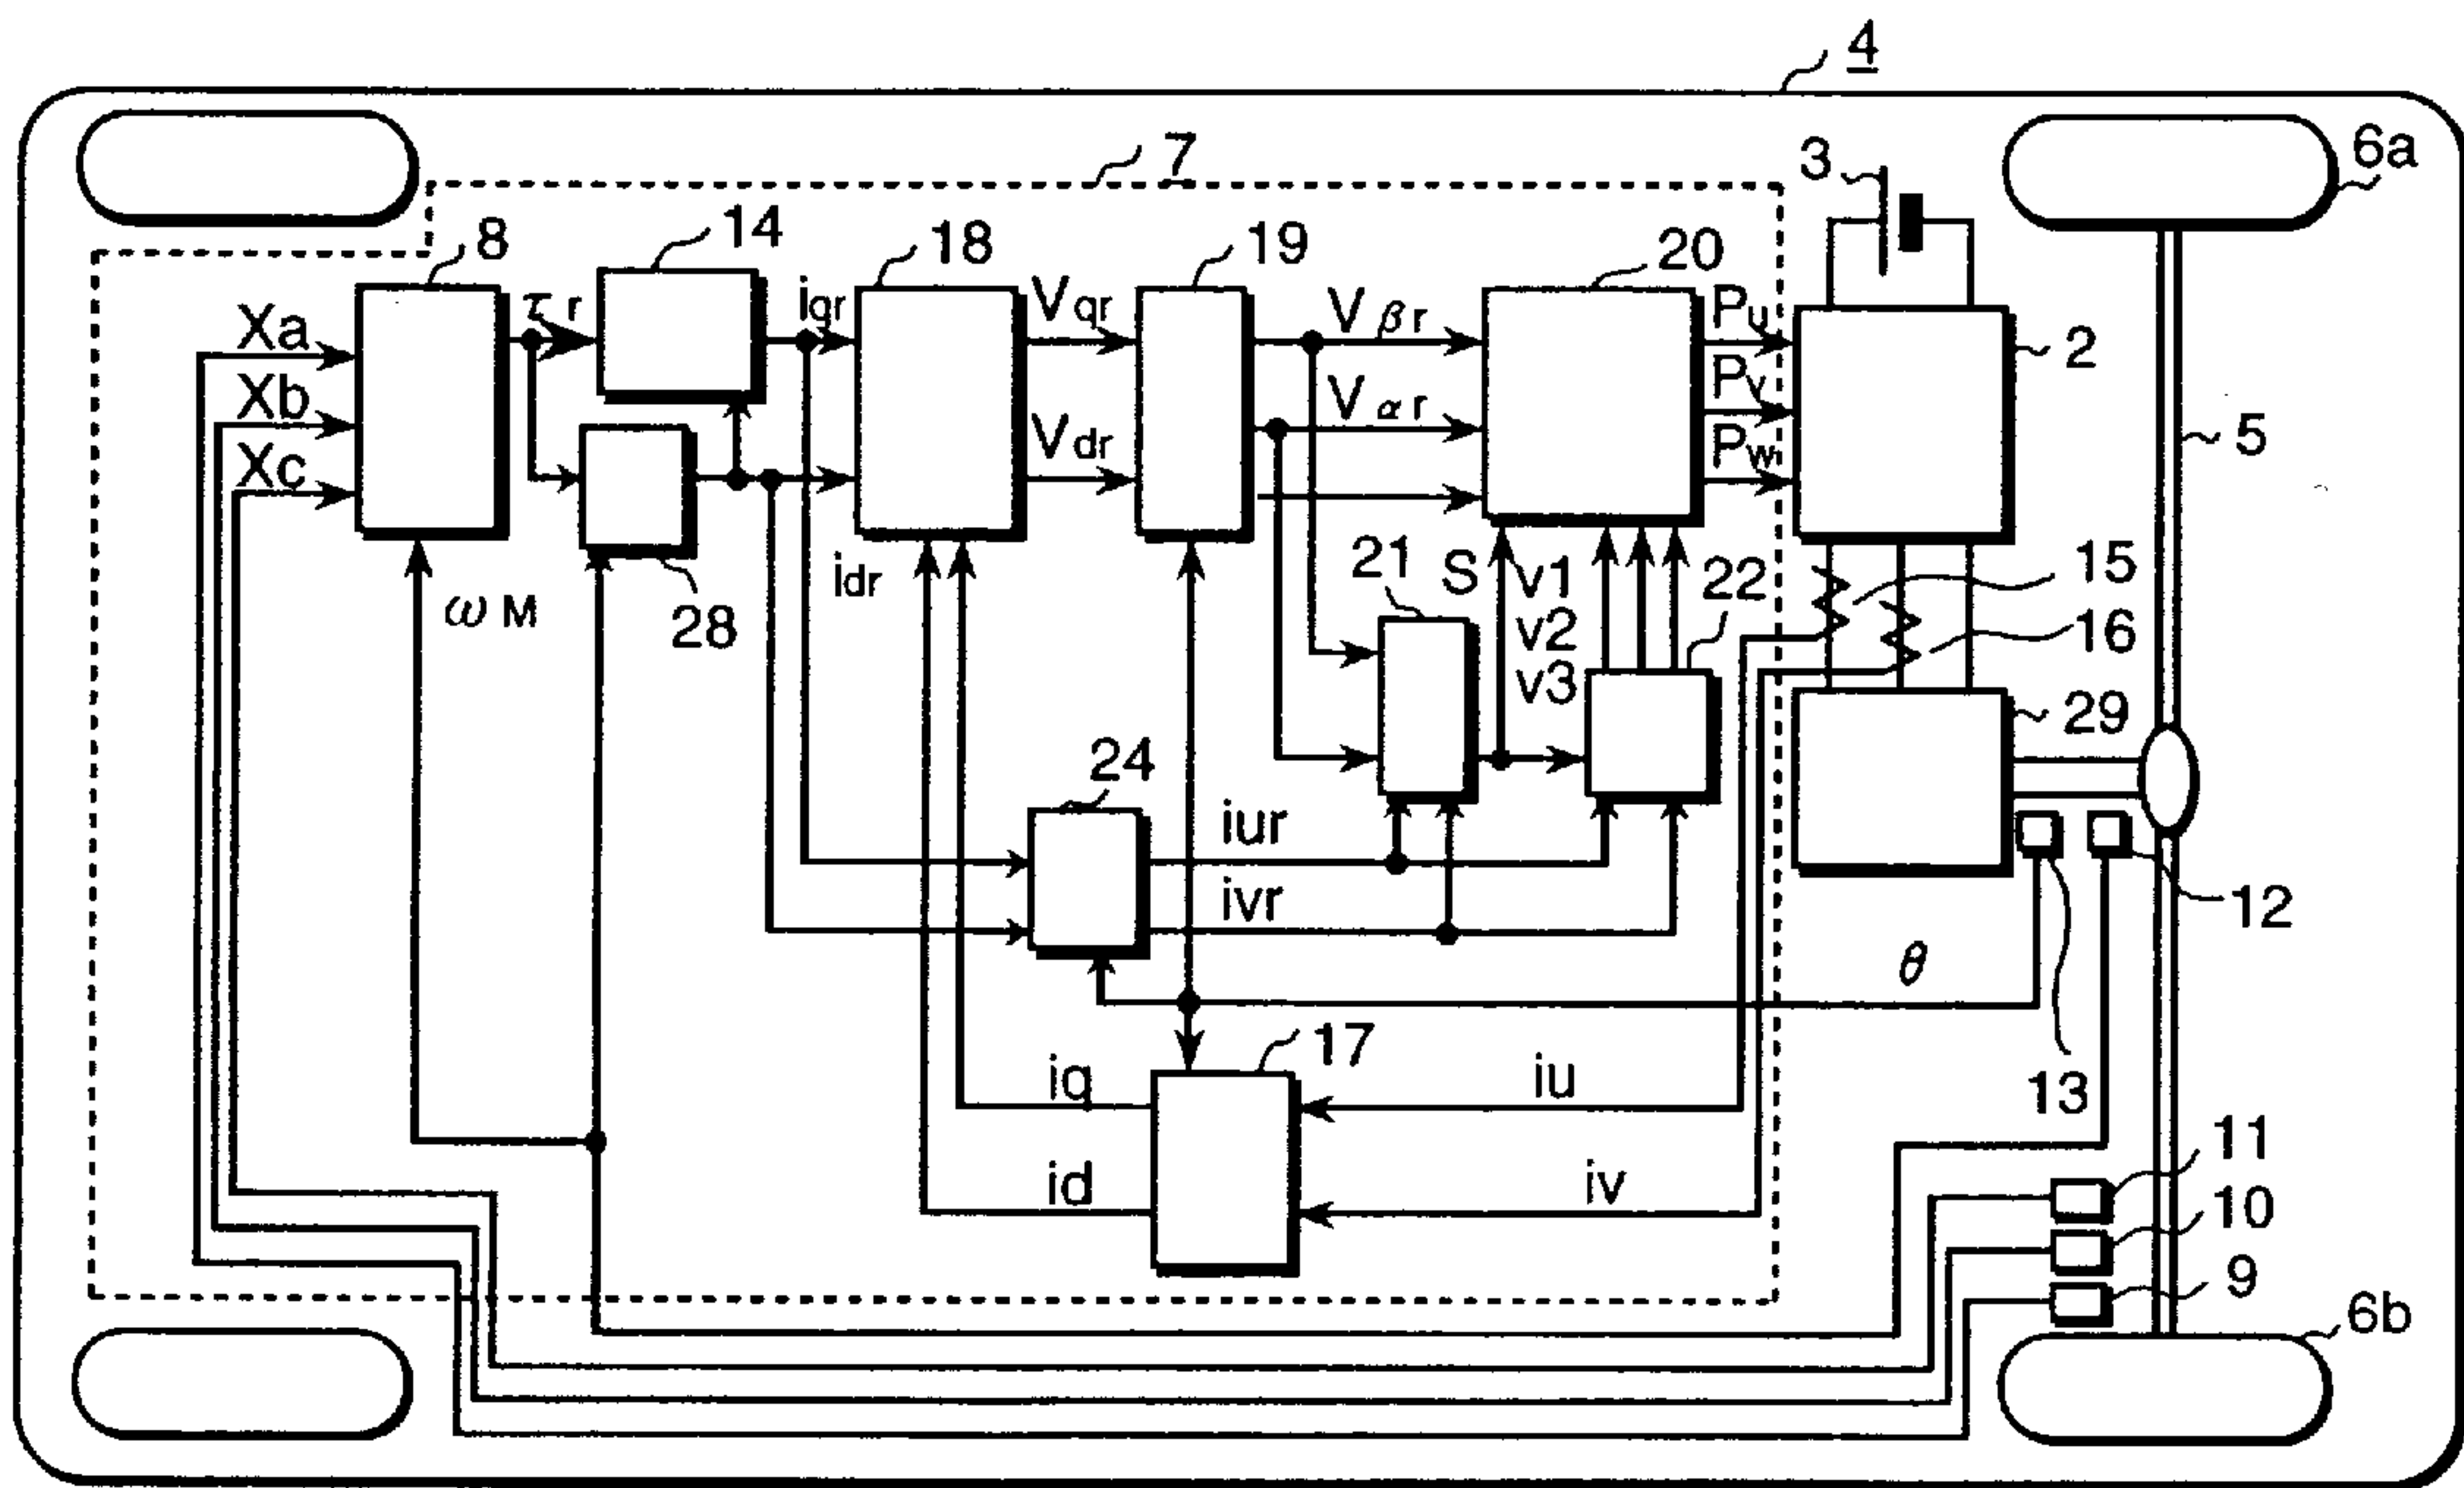 4
7
3
6a
8
14
18
19
20
τr
iqr
Vqr
Vβr
Pu
Xa
2
Xb
Vαr
Pv
Xc
Vdr
Pw
5
idr
21
S
v1
22
15
ωM
28
v2
16
v3
29
24
iur
ivr
12
θ
17
iq
iu
13
11
id
iv
10
9
6b